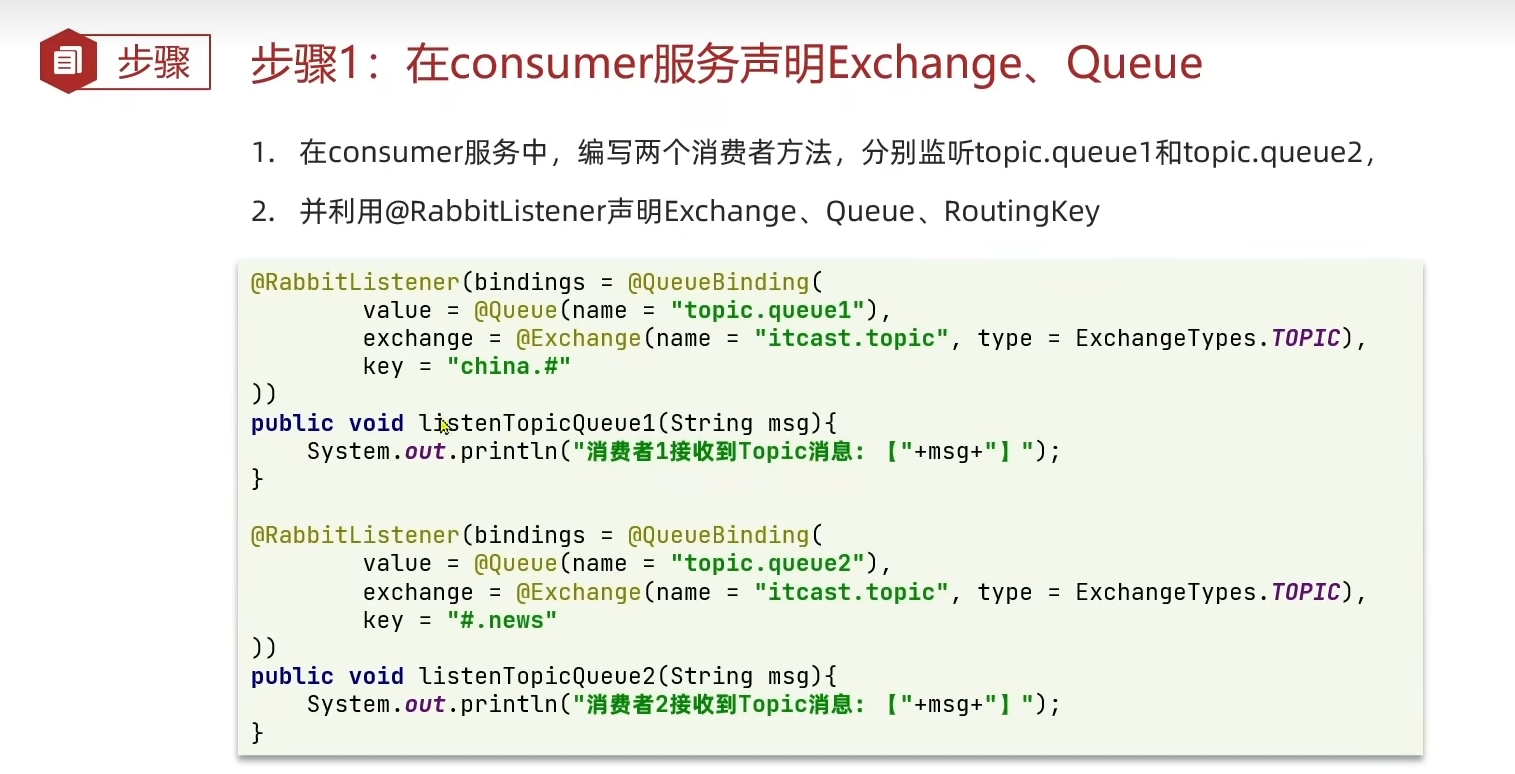 步骤
步骤1：在consumer服务声明Exchange、Queue
1. 在consumer服务中，编写两个消费者方法，分别监听topic.queue1和topic.queue2，
2. 并利用@RabbitListener声明Exchange、Queue、RoutingKey
@RabbitListener(bindings = @QueueBinding(
        value = @Queue(name = "topic.queue1"),
        exchange = @Exchange(name = "itcast.topic", type = ExchangeTypes.TOPIC),
        key = "china.#"
))
public void listenTopicQueue1(String msg){
    System.out.println("消费者1接收到Topic消息：【"+msg+"】");
}
@RabbitListener(bindings = @QueueBinding(
        value = @Queue(name = "topic.queue2"),
        exchange = @Exchange(name = "itcast.topic", type = ExchangeTypes.TOPIC),
        key = "#.news"
))
public void listenTopicQueue2(String msg){
    System.out.println("消费者2接收到Topic消息：【"+msg+"】");
}